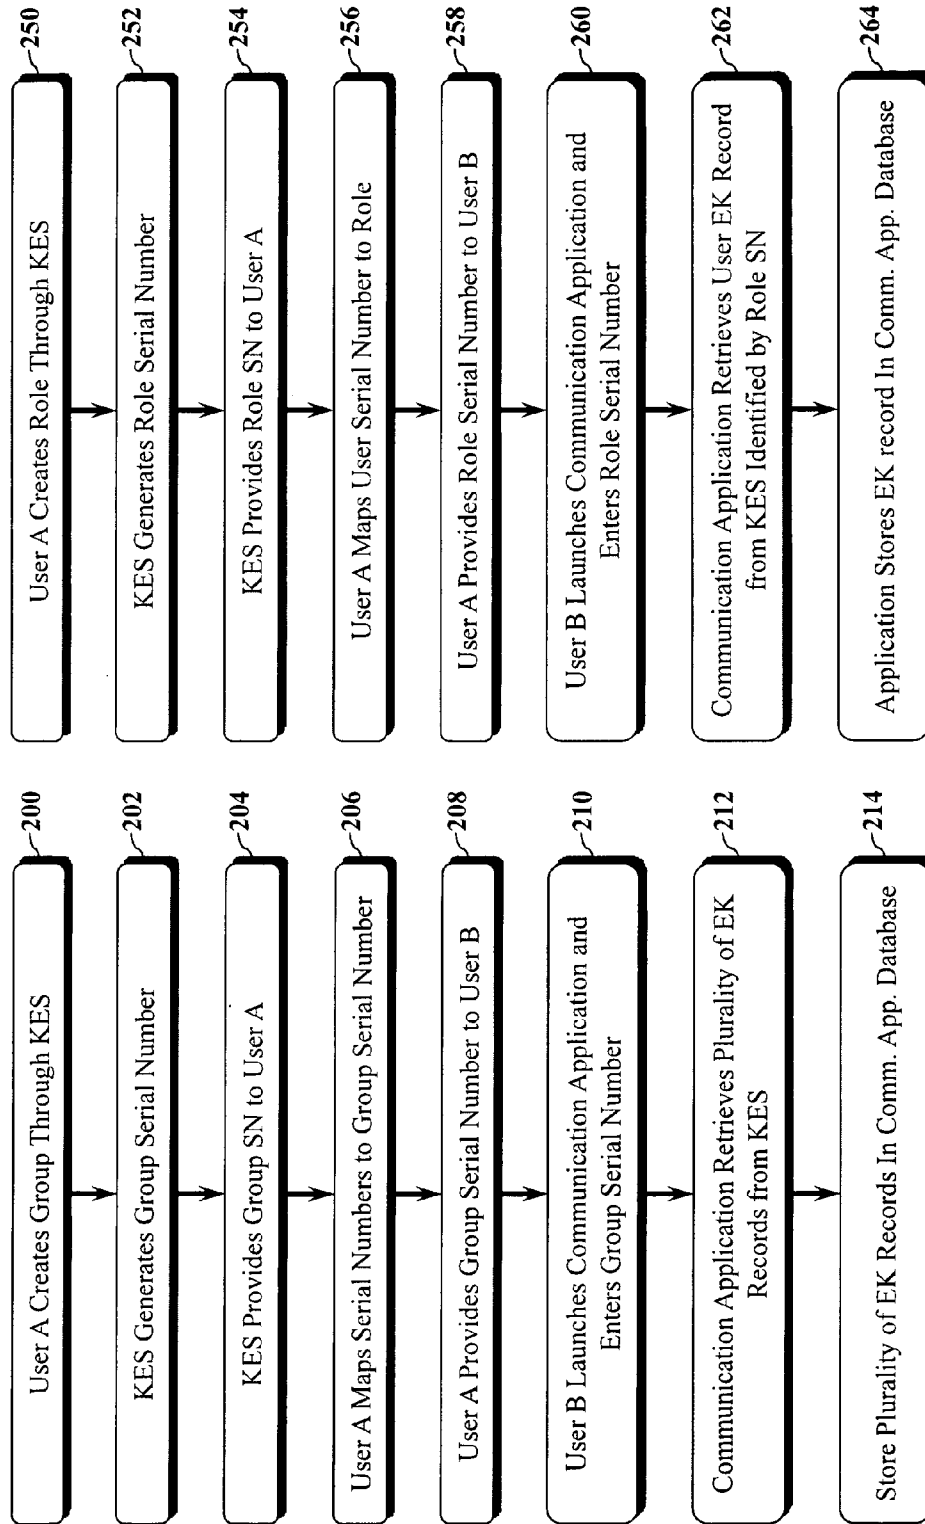 200
User A Creates Group Through KES
202
KES Generates Group Serial Number
204
KES Provides Group SN to User A
206
User A Maps Serial Numbers to Group Serial Number
208
User A Provides Group Serial Number to User B
210
User B Launches Communication Application and
Enters Group Serial Number
212
Communication Application Retrieves Plurality of EK
Records from KES
214
Store Plurality of EK Records In Comm. App. Database
250
User A Creates Role Through KES
252
KES Generates Role Serial Number
254
KES Provides Role SN to User A
256
User A Maps User Serial Number to Role
258
User A Provides Role Serial Number to User B
260
User B Launches Communication Application and
Enters Role Serial Number
262
Communication Application Retrieves User EK Record
from KES Identified by Role SN
264
Application Stores EK record In Comm. App. Database